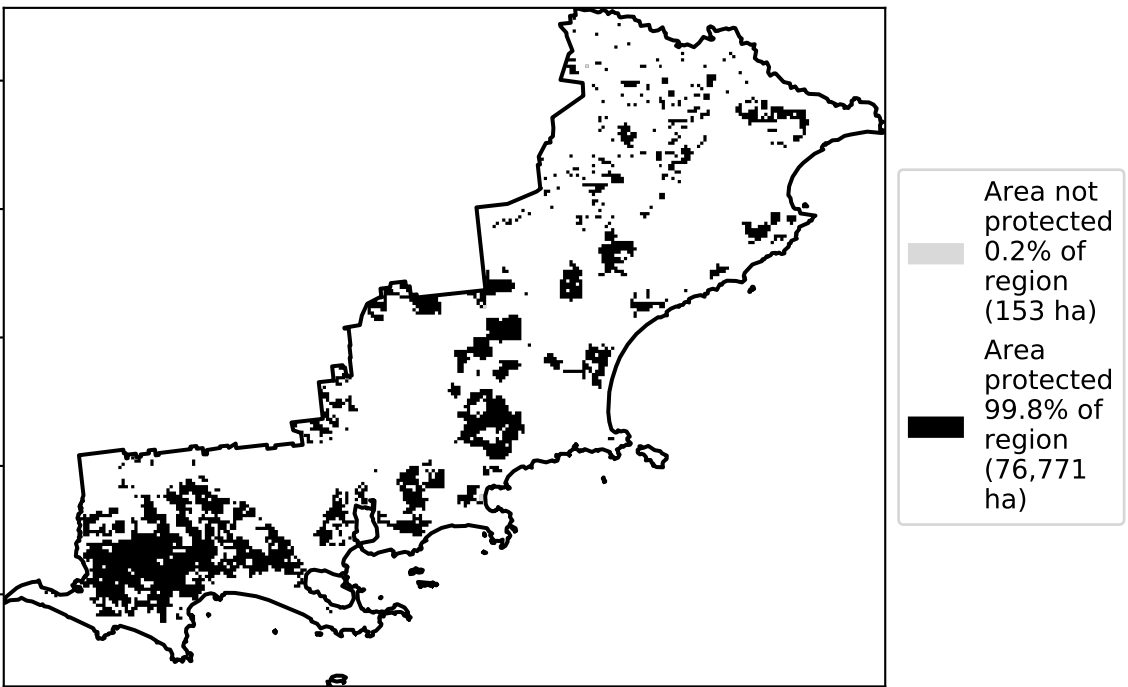 Area not
protected
0.2% of
region
(153 ha)
Area
protected
99.8% of
region
(76,771
ha)